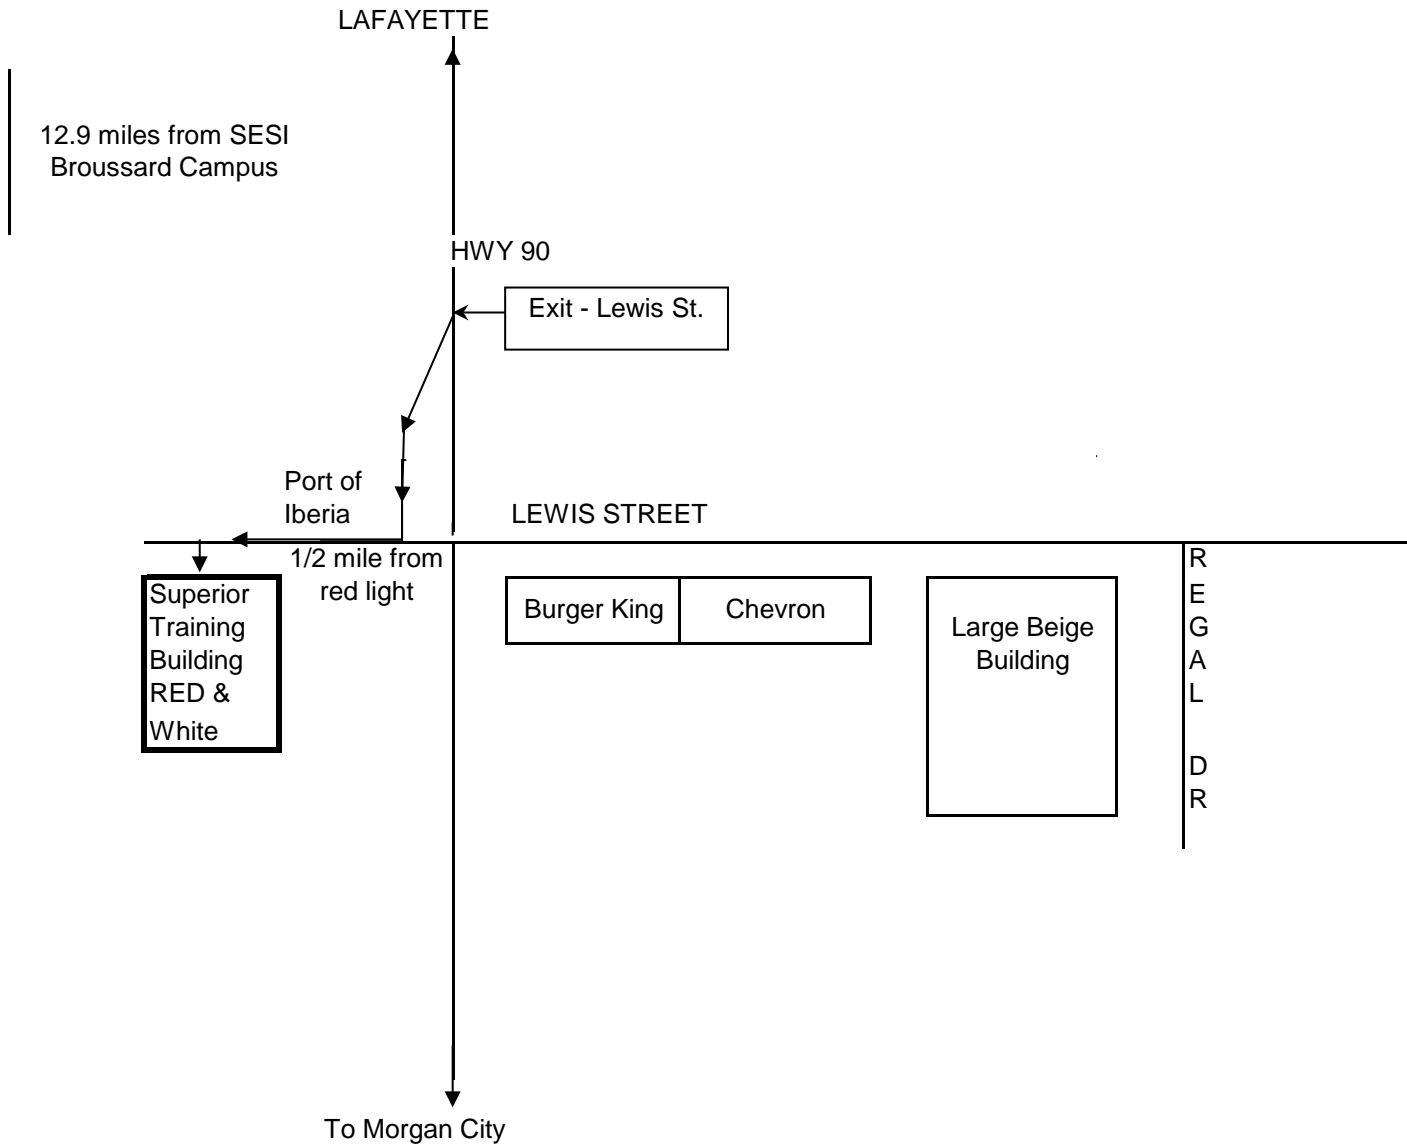 LAFAYETTE
12.9 miles from SESI
Broussard Campus
HWY 90
Exit - Lewis St.
Port of
Iberia
LEWIS STREET
1/2 mile from
red light
Superior
Training
Building
RED &
White
Burger King
Chevron
Large Beige
Building
R
E
G
A
L
D
R
To Morgan City